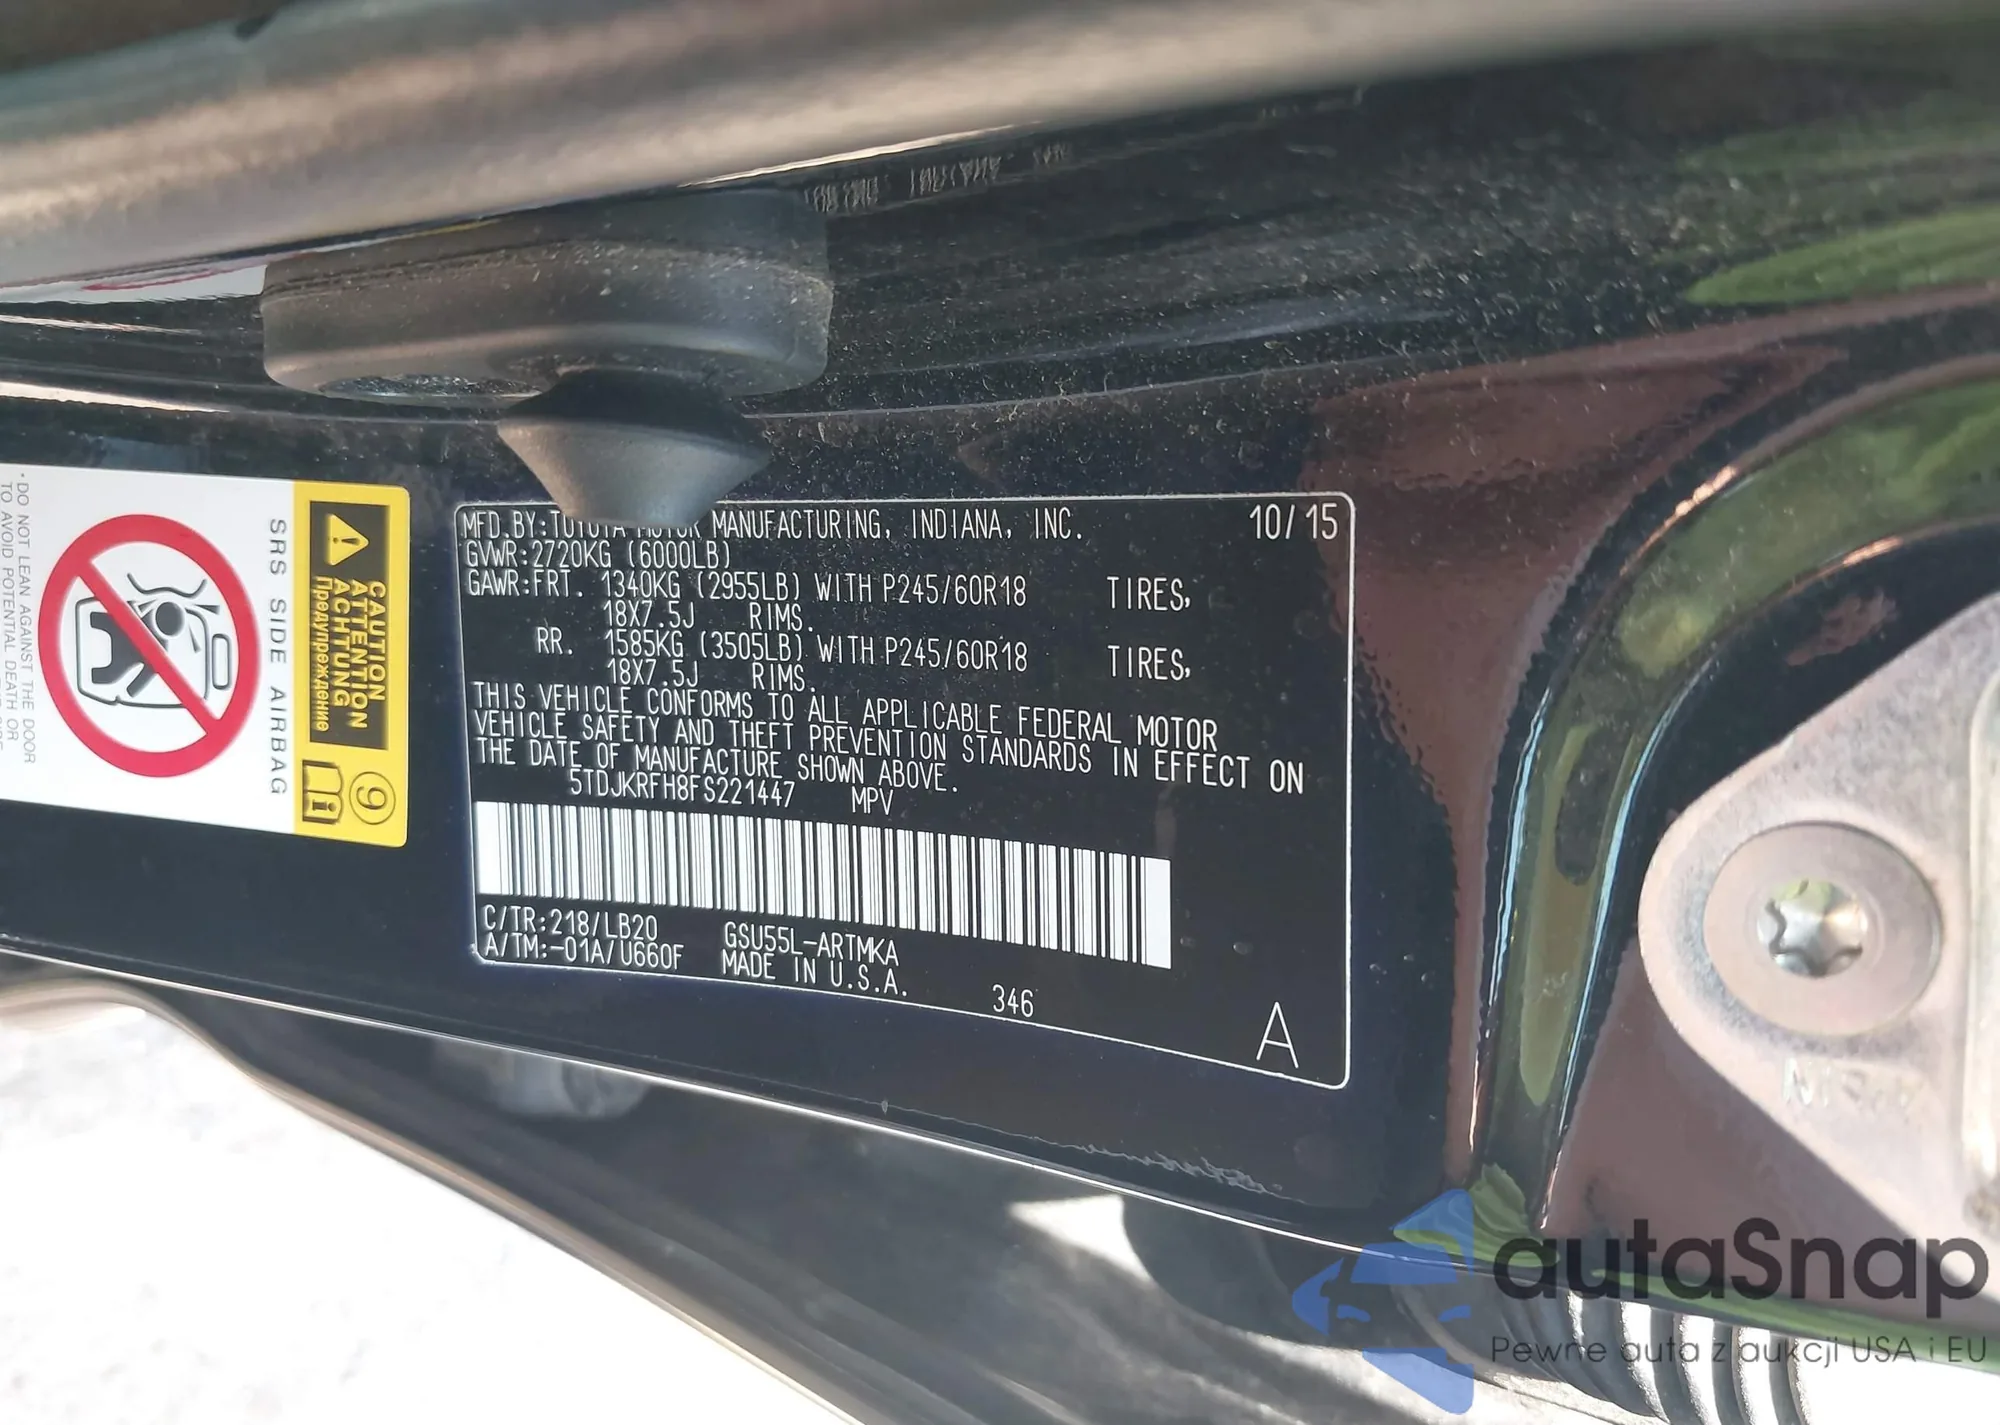 MFD.BY:TOYOTA MOTOR MANUFACTURING, INDIANA, INC. 10/15
GVWR:2720KG (6000LB)
GAWR:FRT. 1340KG (2955LB) WITH P245/60R18 TIRES,
18X7.5J RIMS.
RR. 1585KG (3505LB) WITH P245/60R18 TIRES,
18X7.5J RIMS.
THIS VEHICLE CONFORMS TO ALL APPLICABLE FEDERAL MOTOR
VEHICLE SAFETY AND THEFT PREVENTION STANDARDS IN EFFECT ON
THE DATE OF MANUFACTURE SHOWN ABOVE.
5TDJKRFH8FS221447 MPV
C/TR:218/LB20 GSU55L-ARTMKA
A/TM:-01A/U660F MADE IN U.S.A.
346
A
CAUTION
ATTENTION
ACHTUNG
Предупреждение
9
SRS SIDE AIRBAG
·DO NOT LEAN AGAINST THE DOOR
TO AVOID POTENTIAL DEATH OR
autaSnap
Pewne auta z aukcji USA i EU